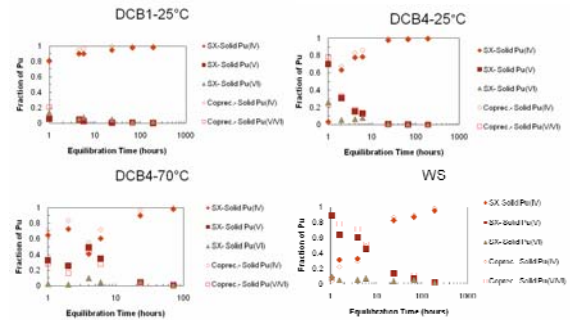 DCB1-25°C
Fraction of Pu
1
0.8
0.6
0.4
0.2
0
1 10 100 1000
Equilibration Time (hours)
SX-Solid Pu(IV)
SX- Solid Pu(V)
SX- Solid Pu(VI)
Coprec.- Solid Pu(IV)
Coprec.- Solid Pu(V/VI)
DCB4-25°C
Fraction of Pu
1
0.8
0.6
0.4
0.2
0
1 10 100 1000
Equilibration Time (hours)
SX-Solid Pu(IV)
SX- Solid Pu(V)
SX- Solid Pu(VI)
Coprec.- Solid Pu(IV)
Coprec.- Solid Pu(V/VI)
DCB4-70°C
Fraction of Pu
1
0.8
0.6
0.4
0.2
0
1 10 100
Equilibration Time (hours)
SX-Solid Pu(IV)
SX- Solid Pu(V)
SX- Solid Pu(VI)
Coprec.- Solid Pu(IV)
Coprec.- Solid Pu(V/VI)
WS
Fraction of Pu
1
0.8
0.6
0.4
0.2
0
1 10 100 1000
Equilibration Time (hours)
SX-Solid Pu(IV)
SX- Solid Pu(V)
SX- Solid Pu(VI)
Coprec.- Solid Pu(IV)
Coprec.- Solid Pu(V/VI)